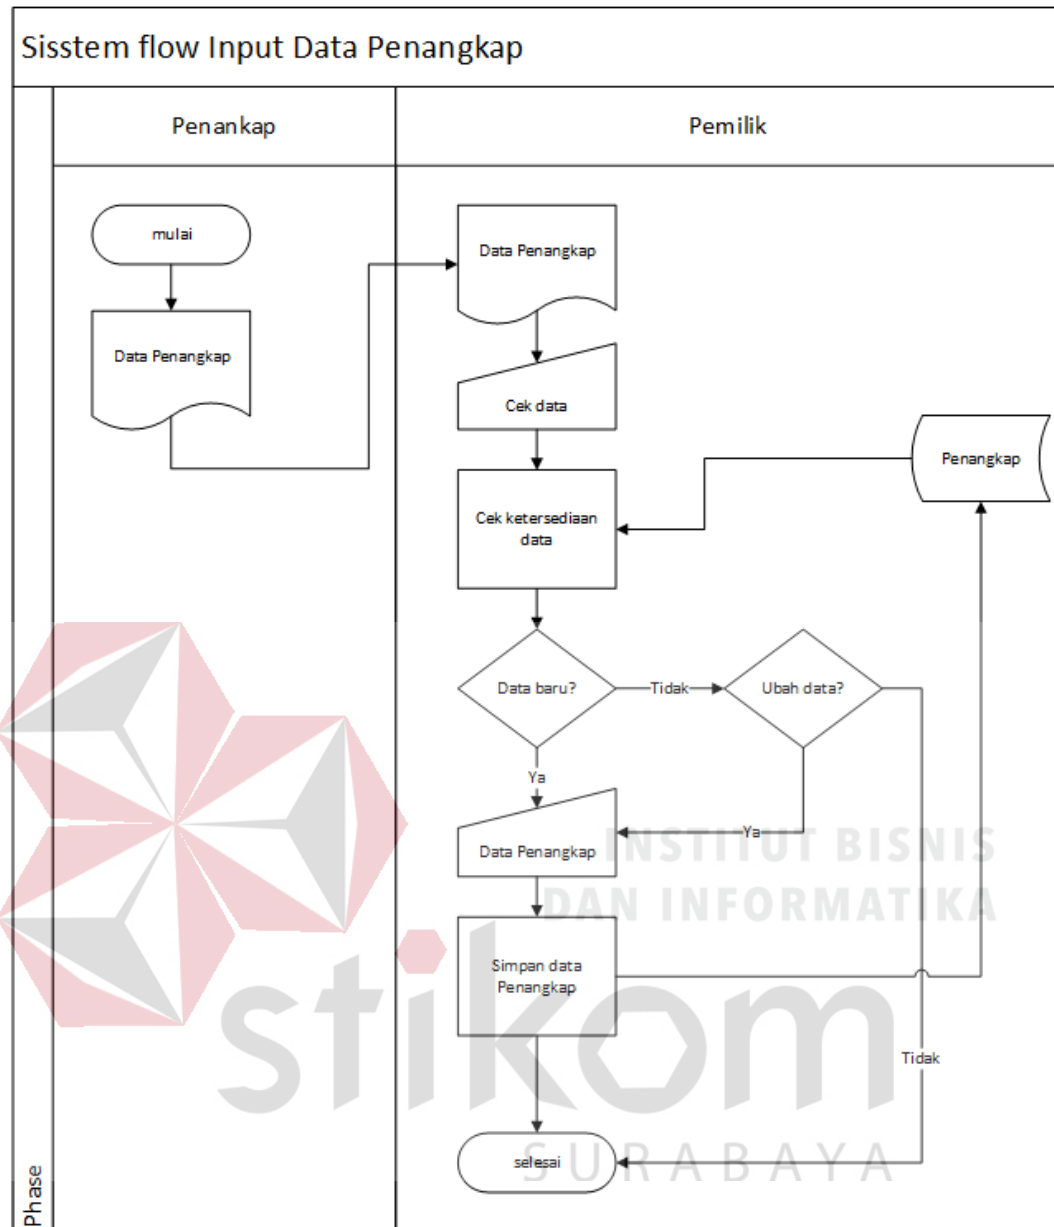 Sisstem flow Input Data Penangkap
Penankap
Pemilik
mulai
Data Penangkap
Data Penangkap
Cek data
Penangkap
Cek ketersediaan
data
Data baru?
Tidak
Ubah data?
Ya
Ya
Data Penangkap
Simpan data
Penangkap
Tidak
selesai
Phase
INSTITUT BISNIS
DAN INFORMATIKA
stikom
SURABAYA